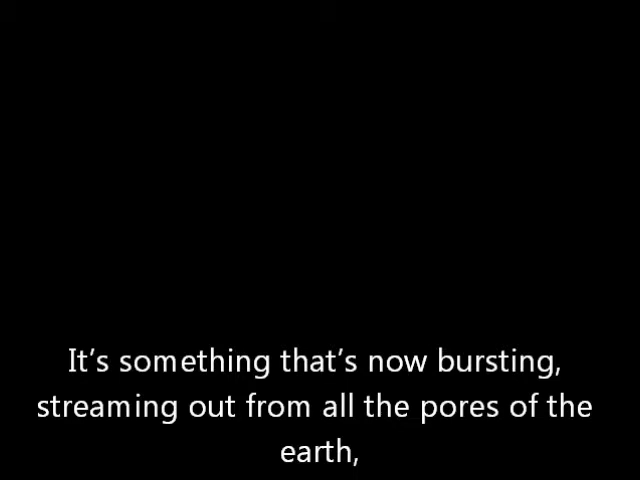 It’s something that’s now bursting,
streaming out from all the pores of the
earth,